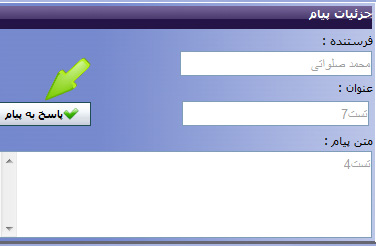 جزئیات پیام
فرستنده :
محمد صلواتی
عنوان :
تست7
پاسخ به پیام
متن پیام :
تست4